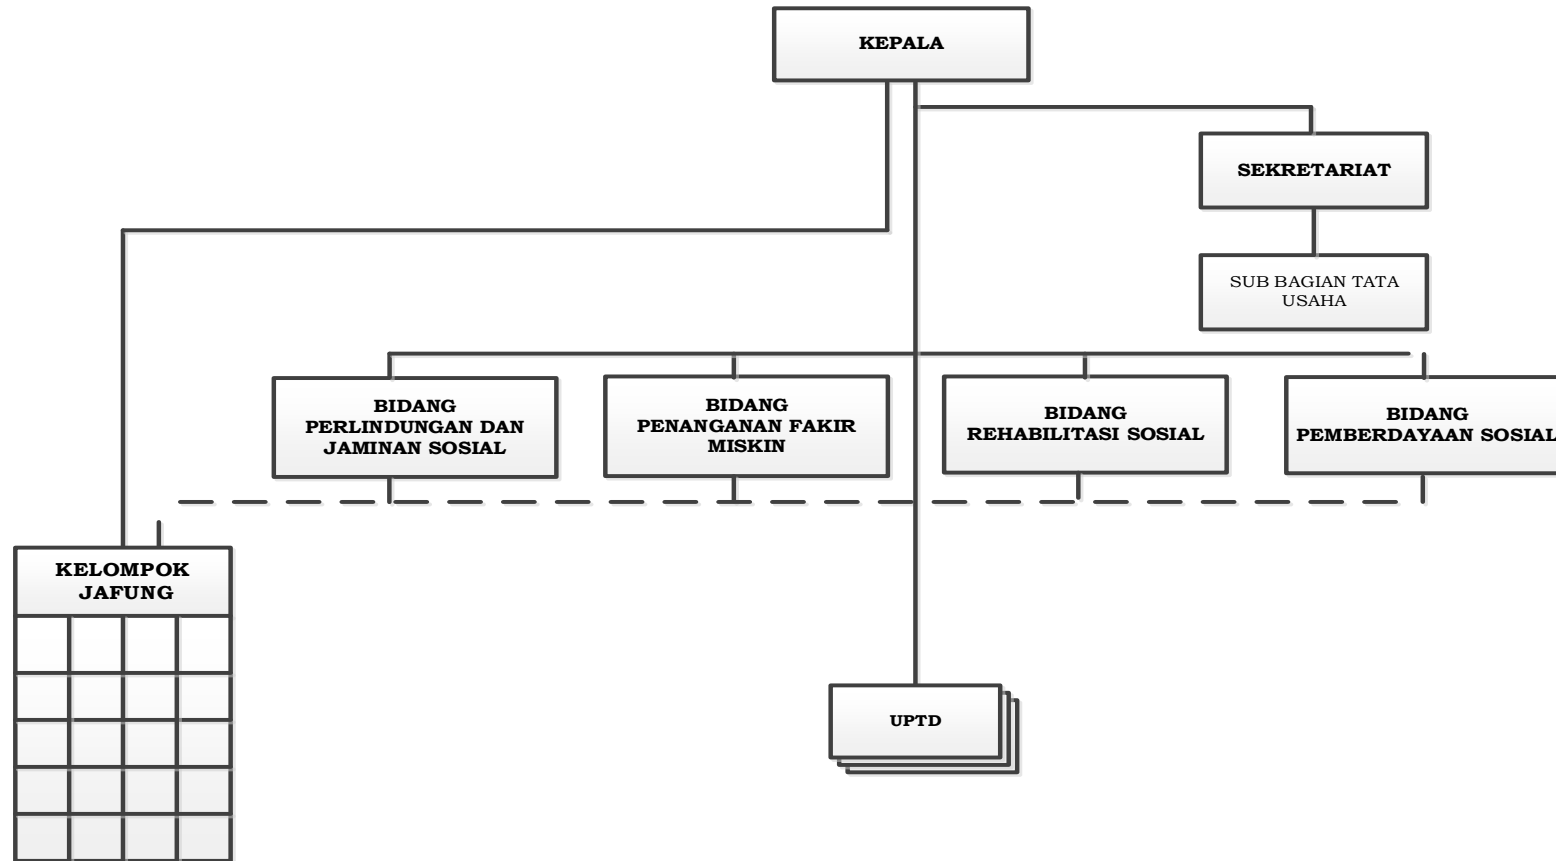 KEPALA
SEKRETARIAT
SUB BAGIAN TATA
USAHA
BIDANG
PERLINDUNGAN DAN
JAMINAN SOSIAL
BIDANG
PENANGANAN FAKIR
MISKIN
BIDANG
REHABILITASI SOSIAL
BIDANG
PEMBERDAYAAN SOSIAL
KELOMPOK
JAFUNG
UPTD